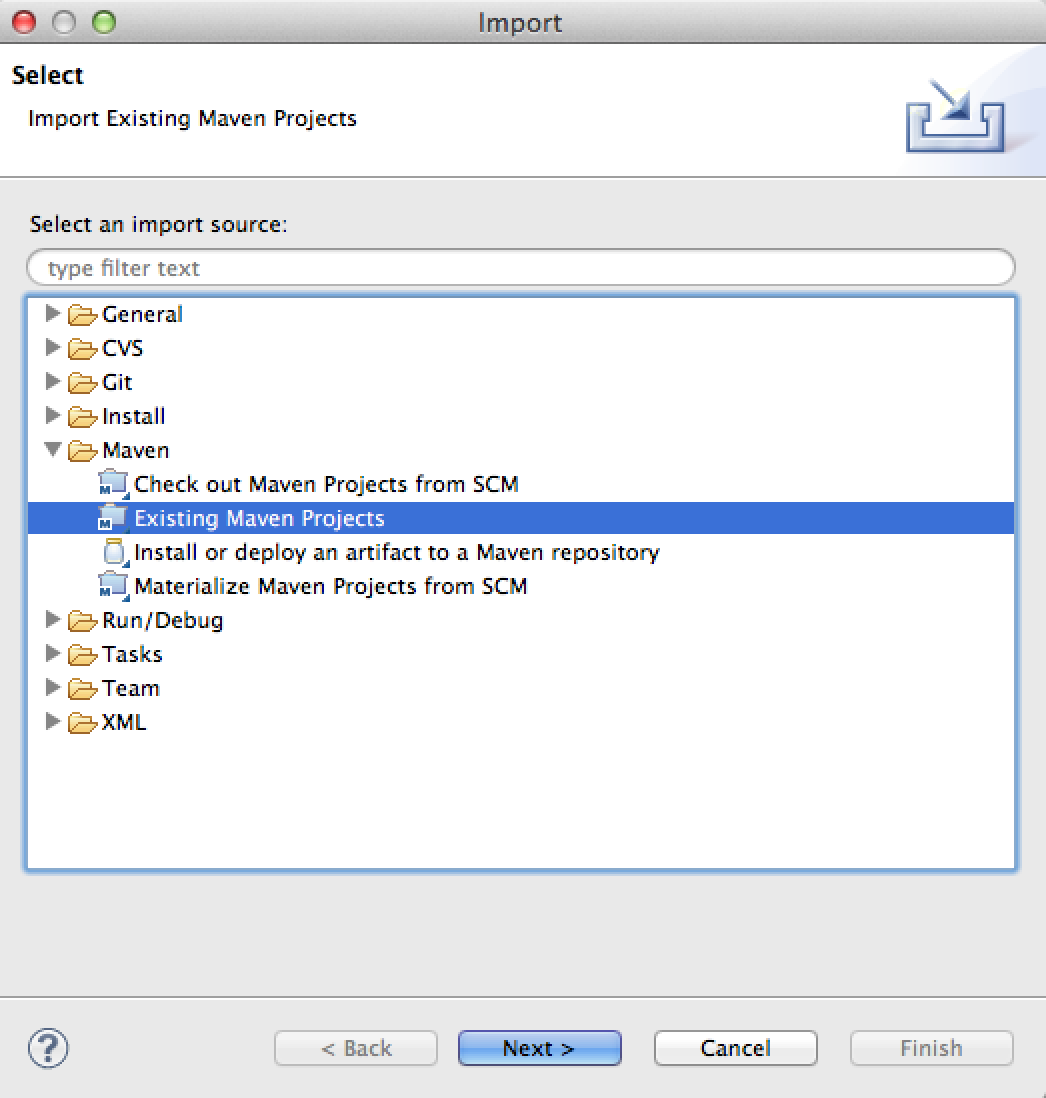 Import
Select
Import Existing Maven Projects
Select an import source:
type filter text
General
CVS
Git
Install
Maven
Check out Maven Projects from SCM
Existing Maven Projects
Install or deploy an artifact to a Maven repository
Materialize Maven Projects from SCM
Run/Debug
Tasks
Team
XML
? < Back Next > Cancel Finish